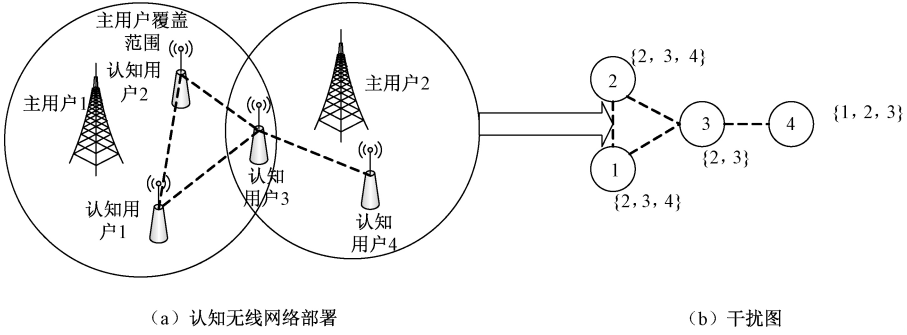 主用户覆盖
范围
认知用
户2
主用户1
主用户2
认知
用户3
认知用
户1
认知
用户4
{2, 3, 4}
2
3
4
{1, 2, 3}
{2, 3}
1
{2, 3, 4}
(a) 认知无线网络部署
(b) 干扰图